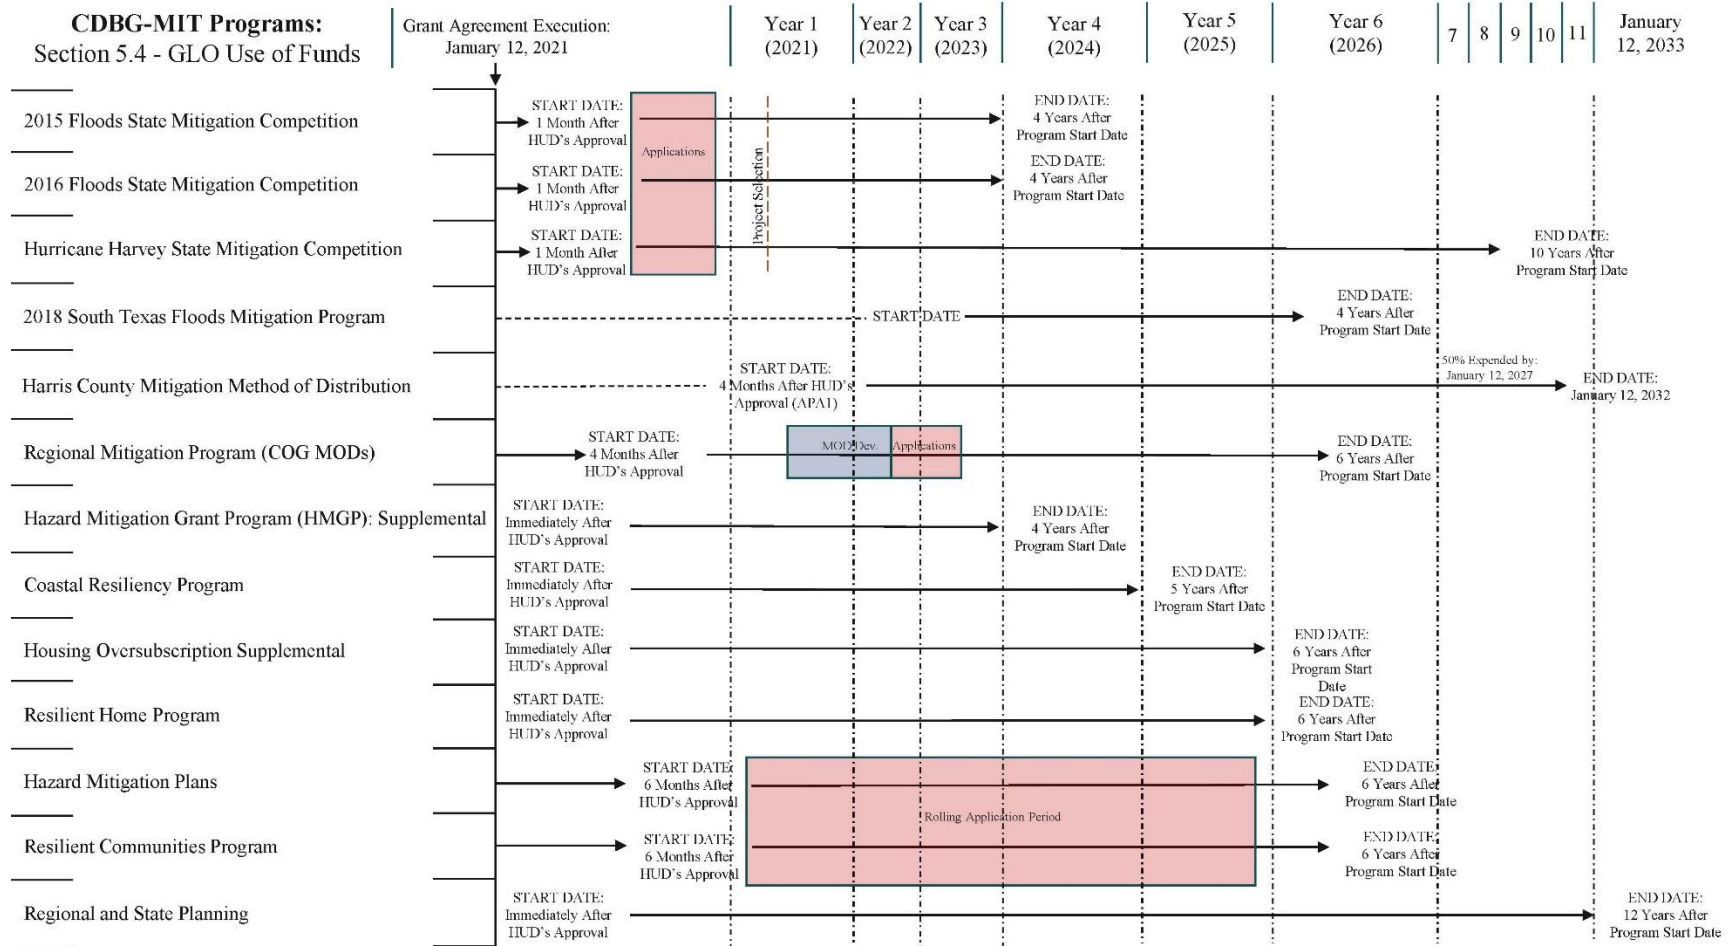 CDBG-MIT Programs:
Section 5.4 - GLO Use of Funds
Grant Agreement Execution:
January 12, 2021
Year 1
(2021)
Year 2
(2022)
Year 3
(2023)
Year 4
(2024)
Year 5
(2025)
Year 6
(2026)
7
8
9
10
11
January
12, 2033
2015 Floods State Mitigation Competition
START DATE:
1 Month After
HUD's Approval
END DATE:
4 Years After
Program Start Date
Applications
Project Selection
2016 Floods State Mitigation Competition
START DATE:
1 Month After
HUD's Approval
END DATE:
4 Years After
Program Start Date
Hurricane Harvey State Mitigation Competition
START DATE:
1 Month After
HUD's Approval
END DATE:
10 Years After
Program Start Date
2018 South Texas Floods Mitigation Program
START DATE
END DATE:
4 Years After
Program Start Date
Harris County Mitigation Method of Distribution
START DATE:
4 Months After HUD's
Approval (APA1)
50% Expended by:
January 12, 2027
END DATE:
January 12, 2032
Regional Mitigation Program (COG MODs)
START DATE:
4 Months After
HUD's Approval
MOD Dev.
Applications
END DATE:
6 Years After
Program Start Date
Hazard Mitigation Grant Program (HMGP): Supplemental
START DATE:
Immediately After
HUD's Approval
END DATE:
4 Years After
Program Start Date
Coastal Resiliency Program
START DATE:
Immediately After
HUD's Approval
END DATE:
5 Years After
Program Start Date
Housing Oversubscription Supplemental
START DATE:
Immediately After
HUD's Approval
END DATE:
6 Years After
Program Start
Date
Resilient Home Program
START DATE:
Immediately After
HUD's Approval
END DATE:
6 Years After
Program Start Date
Hazard Mitigation Plans
START DATE:
6 Months After
HUD's Approval
END DATE:
6 Years After
Program Start Date
Rolling Application Period
Resilient Communities Program
START DATE:
6 Months After
HUD's Approval
END DATE:
6 Years After
Program Start Date
Regional and State Planning
START DATE:
Immediately After
HUD's Approval
END DATE:
12 Years After
Program Start Date